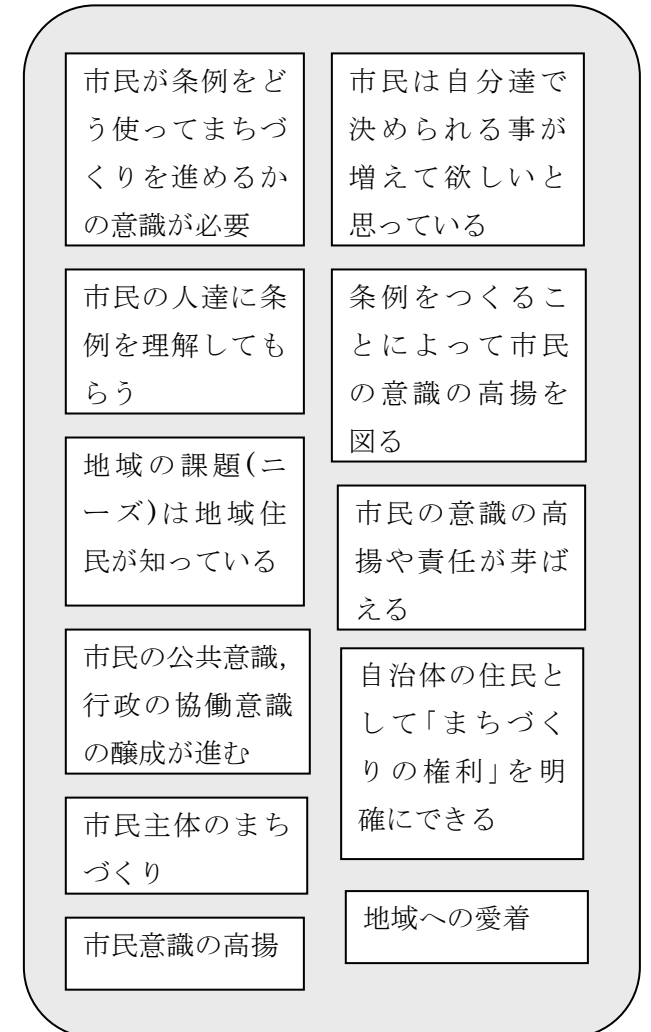 市民が条例をど
う使ってまちづ
くりを進めるか
の意識が必要
市民の人達に条
例を理解しても
らう
地域の課題(ニ
ーズ)は地域住
民が知っている
市民の公共意識,
行政の協働意識
の醸成が進む
市民主体のまち
づくり
市民意識の高揚
市民は自分達で
決められる事が
増えて欲しいと
思っている
条例をつくるこ
とによって市民
の意識の高揚を
図る
市民の意識の高
揚や責任が芽ば
える
自治体の住民と
して「まちづく
りの権利」を明
確にできる
地域への愛着